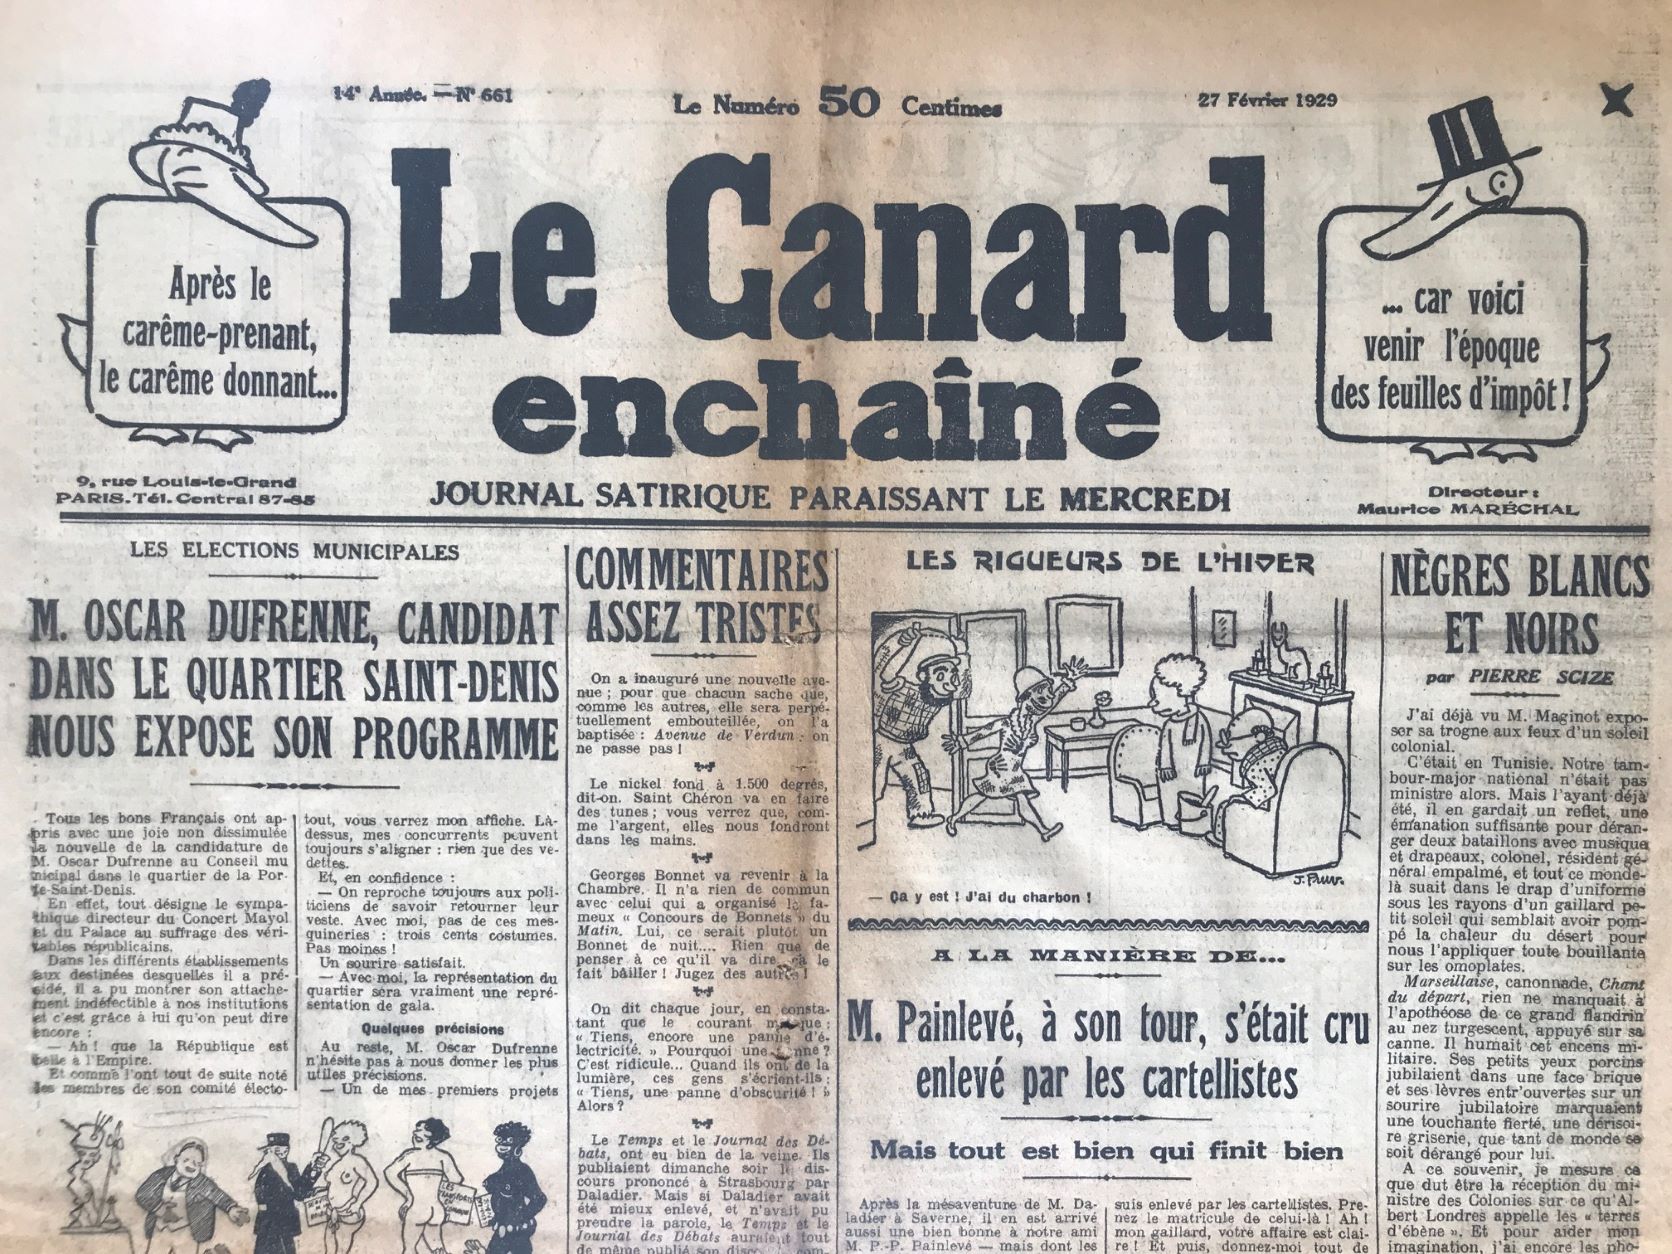 14e Année. — No 661
Le Numéro 50 Centimes
27 Février 1929
Après le
carême-prenant,
le carême donnant...
Le Canard
enchaîné
... car voici
venir l'époque
des feuilles d'impôt !
9, rue Louis-le-Grand
PARIS. Tél. Central 87-85
JOURNAL SATIRIQUE PARAISSANT LE MERCREDI
Directeur :
Maurice MARÉCHAL
LES ELECTIONS MUNICIPALES
M. OSCAR DUFRENNE, CANDIDAT
DANS LE QUARTIER SAINT-DENIS
NOUS EXPOSE SON PROGRAMME
Tous les bons Français ont ap-
pris avec une joie non dissimulée
la nouvelle de la candidature de
M. Oscar Dufrenne au Conseil mu
nicipal dans le quartier de la Por-
te-Saint-Denis.
En effet, tout désigne le sympa-
thique directeur du Concert Mayol
et du Palace au suffrage des véri-
tables républicains.
Dans les différents établissements
aux destinées desquelles il a pré-
sidé, il a pu montrer son attache-
ment indéfectible à nos institutions
et c'est grâce à lui qu'on peut dire
encore :
— Ah ! que la République est
belle à l'Empire.
Et comme l'ont tout de suite noté
les membres de son comité électo-
tout, vous verrez mon affiche. Là-
dessus, mes concurrents peuvent
toujours s'aligner : rien que des ve-
dettes.
Et, en confidence :
— On reproche toujours aux poli-
ticiens de savoir retourner leur
veste. Avec moi, pas de ces mes-
quineries : trois cents costumes.
Pas moines !
Un sourire satisfait.
— Avec moi, la représentation du
quartier sera vraiment une repré-
sentation de gala.
Quelques précisions
Au reste, M. Oscar Dufrenne
n'hésite pas à nous donner les plus
utiles précisions.
— Un de mes premiers projets
COMMENTAIRES
ASSEZ TRISTES
On a inauguré une nouvelle ave-
nue ; pour que chacun sache que,
comme les autres, elle sera perpé-
tuellement embouteillée, on l'a
baptisée : Avenue de Verdun : on
ne passe pas !
Le nickel fond à 1.500 degrés,
dit-on. Saint Chéron va en faire
des tunes ; vous verrez que, com-
me l'argent, elles nous fondront
dans les mains.
Georges Bonnet va revenir à la
Chambre. Il n'a rien de commun
avec celui qui a organisé le fa-
meux « Concours de Bonnets » du
Matin. Lui, ce serait plutôt un
Bonnet de nuit.... Rien que de
penser à ce qu'il va dire, ça le
fait bâiller ! Jugez des autres !
On dit chaque jour, en consta-
tant que le courant manque :
« Tiens, encore une panne d'é-
lectricité. » Pourquoi une panne ?
C'est ridicule... Quand ils ont de la
lumière, ces gens s'écrient-ils :
« Tiens, une panne d'obscurité ! »
Alors ?
Le Temps et le Journal des Dé-
bats, ont eu bien de la veine. Ils
publiaient dimanche soir le dis-
cours prononcé à Strasbourg par
Daladier. Mais si Daladier avait
été mieux enlevé, et n'avait pu
prendre la parole, le Temps et le
Journal des Débats auraient tout
de même publié son
LES RIGUEURS DE L'HIVER
J. Pruv.
— Ça y est ! J'ai du charbon !
A LA MANIÈRE DE...
M. Painlevé, à son tour, s'était cru
enlevé par les cartellistes
Mais tout est bien qui finit bien
Après la mésaventure de M. Da-
ladier à Saverne, il en est arrivé
aussi une bien bonne à notre ami
M. P.-P. Painlevé — mais dont les
suis enlevé par les cartellistes. Pre-
nez le matricule de celui-là ! Ah !
mon gaillard, votre affaire est clai-
re ! Et puis, donnez-moi tout de
NÈGRES BLANCS
ET NOIRS
par PIERRE SCIZE
J'ai déjà vu M. Maginot expo-
ser sa trogne aux feux d'un soleil
colonial.
C'était en Tunisie. Notre tam-
bour-major national n'était pas
ministre alors. Mais l'ayant déjà
été, il en gardait un reflet, une
émanation suffisante pour déran-
ger deux bataillons avec musique
et drapeaux, colonel, résident gé-
néral empalmé, et tout ce monde-
là suait dans le drap d'uniforme
sous les rayons d'un gaillard pe-
tit soleil qui semblait avoir pom-
pé la chaleur du désert pour
nous l'appliquer toute bouillante
sur les omoplates.
Marseillaise, canonnade, Chant
du départ, rien ne manquait à
l'apothéose de ce grand flandrin
au nez turgescent, appuyé sur sa
canne. Il humait cet encens mi-
litaire. Ses petits yeux porcins
jubilaient dans une face brique
et ses lèvres entr'ouvertes sur un
sourire jubilatoire marquaient
une touchante fierté, une dérisoi-
re griserie, que tant de monde se
soit dérangé pour lui.
A ce souvenir, je mesure ce
que dut être la réception du mi-
nistre des Colonies sur ce qu'Al-
bert Londres appelle les « terres
d'ébène ». Et pour aider mon
imagination, j'ai encore les pho-